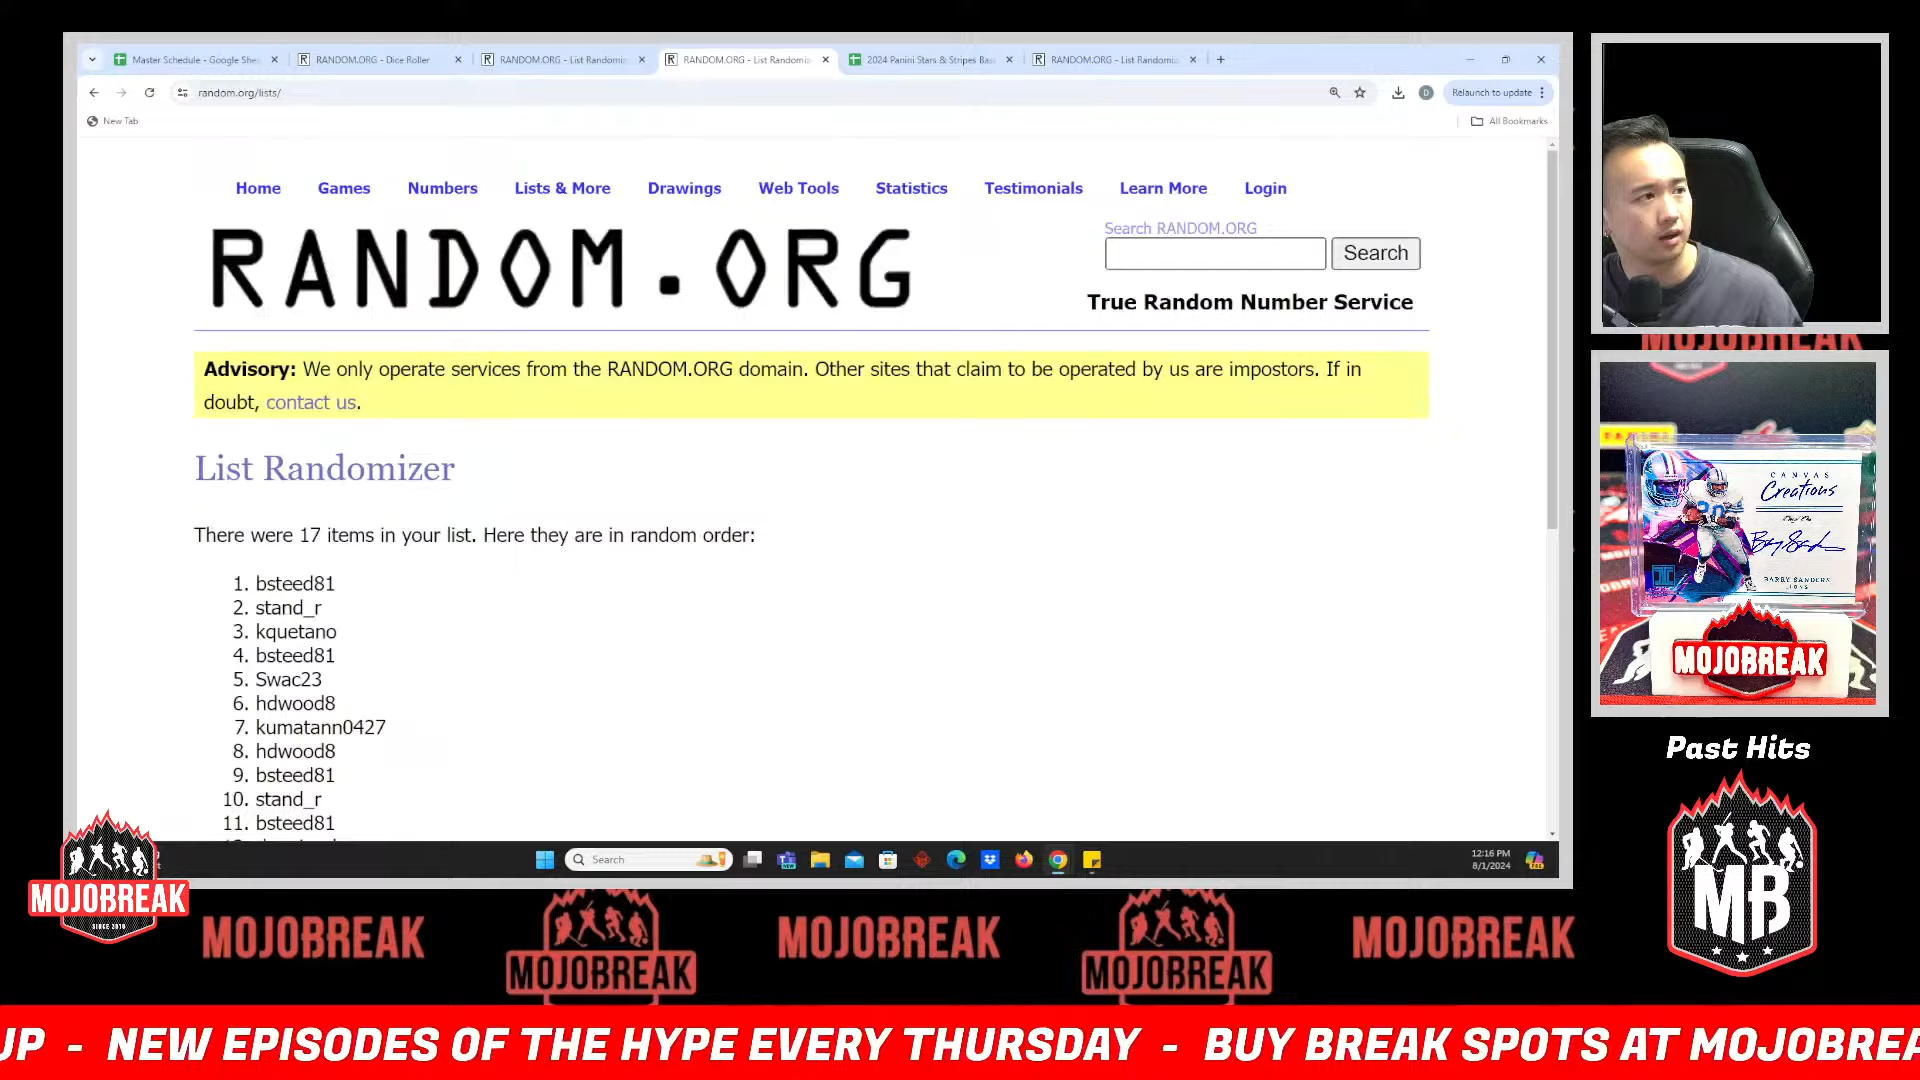 Master Schedule - Google She
RANDOM.ORG - Dice Roller
RANDOM.ORG - List Randomiz
RANDOM.ORG - List Randomiz
2024 Panini Stars & Stripes Bas
RANDOM.ORG - List Randomiz
random.org/lists/
Relaunch to update
New Tab
All Bookmarks
Home Games Numbers Lists & More Drawings Web Tools Statistics Testimonials Learn More Login
RANDOM.ORG
Search RANDOM.ORG
Search
True Random Number Service
Advisory: We only operate services from the RANDOM.ORG domain. Other sites that claim to be operated by us are impostors. If in
doubt, contact us.
List Randomizer
There were 17 items in your list. Here they are in random order:
1. bsteed81
2. stand_r
3. kquetano
4. bsteed81
5. Swac23
6. hdwood8
7. kumatann0427
8. hdwood8
9. bsteed81
10. stand_r
11. bsteed81
Search
12:16 PM
8/1/2024
CANVAS
Creations
BARRY SANDERS
LIONS
MOJOBREAK
Past Hits
MB
MOJOBREAK
SINCE 2010
MOJOBREAK
MOJOBREAK
MOJOBREAK
MOJOBREAK
MOJOBREAK
UP - NEW EPISODES OF THE HYPE EVERY THURSDAY - BUY BREAK SPOTS AT MOJOBREA